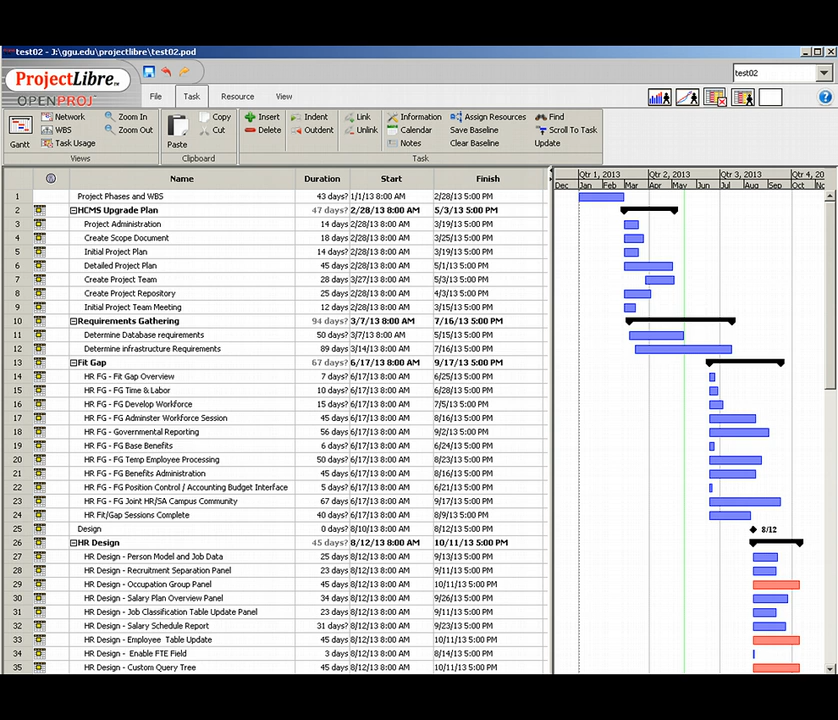 test02 - J:\ggu.edu\projectlibre\test02.pod
ProjectLibre™
OPENPROJ
test02
File Task Resource View
Network Zoom In Copy Insert Indent Link Information Assign Resources Find
WBS Zoom Out Cut Delete Outdent Unlink Calendar Save Baseline Scroll To Task
Gantt Task Usage Paste Notes Clear Baseline Update
Views Clipboard Task
Name Duration Start Finish
Qtr 1, 2013 Qtr 2, 2013 Qtr 3, 2013 Qtr 4, 20
Dec Jan Feb Mar Apr May Jun Jul Aug Sep Oct Nov
1 Project Phases and WBS 43 days? 1/1/13 8:00 AM 2/28/13 5:00 PM
2 HCMS Upgrade Plan 47 days? 2/28/13 8:00 AM 5/3/13 5:00 PM
3 Project Administration 14 days 2/28/13 8:00 AM 3/19/13 5:00 PM
4 Create Scope Document 18 days 2/28/13 8:00 AM 3/25/13 5:00 PM
5 Initial Project Plan 14 days? 2/28/13 8:00 AM 3/19/13 5:00 PM
6 Detailed Project Plan 45 days 2/28/13 8:00 AM 5/1/13 5:00 PM
7 Create Project Team 28 days 3/27/13 8:00 AM 5/3/13 5:00 PM
8 Create Project Repository 25 days 2/28/13 8:00 AM 4/3/13 5:00 PM
9 Initial Project Team Meeting 12 days 2/28/13 8:00 AM 3/15/13 5:00 PM
10 Requirements Gathering 94 days? 3/7/13 8:00 AM 7/16/13 5:00 PM
11 Determine Database requirements 50 days? 3/7/13 8:00 AM 5/15/13 5:00 PM
12 Determine infrastructure Requirements 89 days 3/14/13 8:00 AM 7/16/13 5:00 PM
13 Fit Gap 67 days? 6/17/13 8:00 AM 9/17/13 5:00 PM
14 HR FG - Fit Gap Overview 7 days? 6/17/13 8:00 AM 6/25/13 5:00 PM
15 HR FG - FG Time & Labor 10 days? 6/17/13 8:00 AM 6/28/13 5:00 PM
16 HR FG - FG Develop Workforce 15 days? 6/17/13 8:00 AM 7/5/13 5:00 PM
17 HR FG - FG Adminster Workforce Session 45 days? 6/17/13 8:00 AM 8/16/13 5:00 PM
18 HR FG - Governmental Reporting 56 days? 6/17/13 8:00 AM 9/2/13 5:00 PM
19 HR FG - FG Base Benefits 6 days? 6/17/13 8:00 AM 6/24/13 5:00 PM
20 HR FG - FG Temp Employee Processing 50 days? 6/17/13 8:00 AM 8/23/13 5:00 PM
21 HR FG - FG Benefits Administration 45 days? 6/17/13 8:00 AM 8/16/13 5:00 PM
22 HR FG - FG Position Control / Accounting Budget Interface 5 days? 6/17/13 8:00 AM 6/21/13 5:00 PM
23 HR FG - FG Joint HR/SA Campus Community 67 days 6/17/13 8:00 AM 9/17/13 5:00 PM
24 HR Fit/Gap Sessions Complete 40 days 6/17/13 8:00 AM 8/9/13 5:00 PM
25 Design 0 days? 8/10/13 8:00 AM 8/12/13 5:00 PM 8/12
26 HR Design 45 days? 8/12/13 8:00 AM 10/11/13 5:00 PM
27 HR Design - Person Model and Job Data 25 days 8/12/13 8:00 AM 9/13/13 5:00 PM
28 HR Design - Recruitment Separation Panel 23 days 8/12/13 8:00 AM 9/11/13 5:00 PM
29 HR Design - Occupation Group Panel 45 days 8/12/13 8:00 AM 10/11/13 5:00 PM
30 HR Design - Salary Plan Overview Panel 34 days 8/12/13 8:00 AM 9/26/13 5:00 PM
31 HR Design - Job Classification Table Update Panel 23 days 8/12/13 8:00 AM 9/11/13 5:00 PM
32 HR Design - Salary Schedule Report 31 days? 8/12/13 8:00 AM 9/23/13 5:00 PM
33 HR Design - Employee Table Update 45 days 8/12/13 8:00 AM 10/11/13 5:00 PM
34 HR Design - Enable FTE Field 3 days 8/12/13 8:00 AM 8/14/13 5:00 PM
35 HR Design - Custom Query Tree 45 days 8/12/13 8:00 AM 10/11/13 5:00 PM